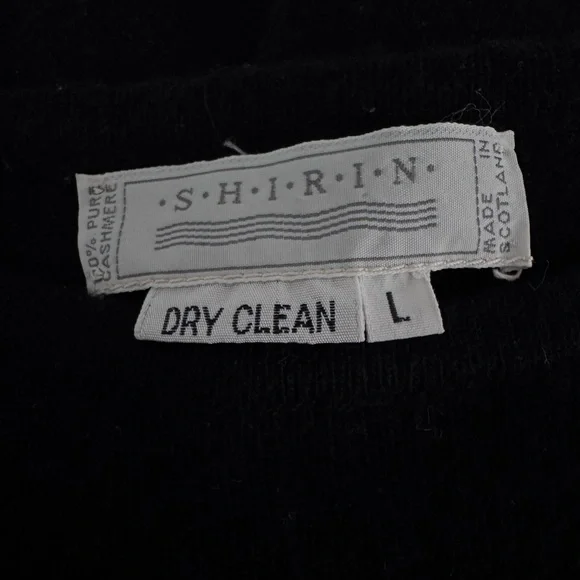 100% PURE
CASHMERE
·S·H·I·R·I·N·
MADE IN
SCOTLAND
DRY CLEAN
L